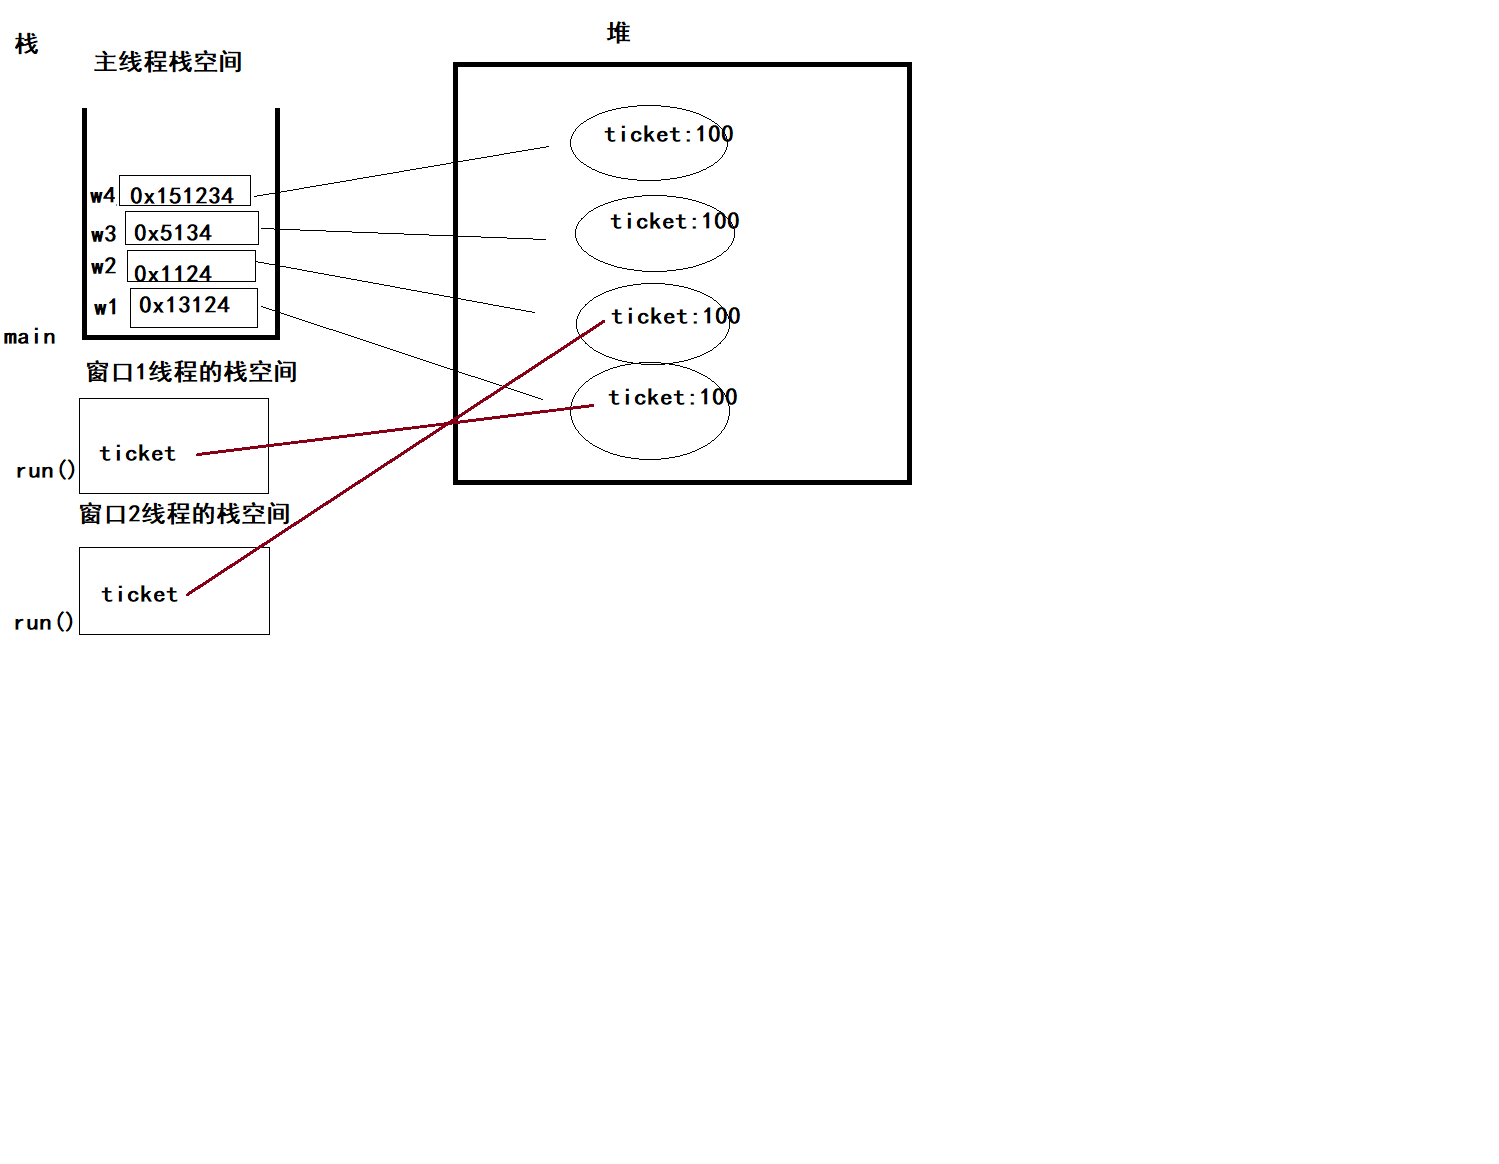 栈
主线程栈空间
w4 0x151234
w3 0x5134
w2 0x1124
w1 0x13124
main
窗口1线程的栈空间
ticket
run()
窗口2线程的栈空间
ticket
run()
堆
ticket:100
ticket:100
ticket:100
ticket:100